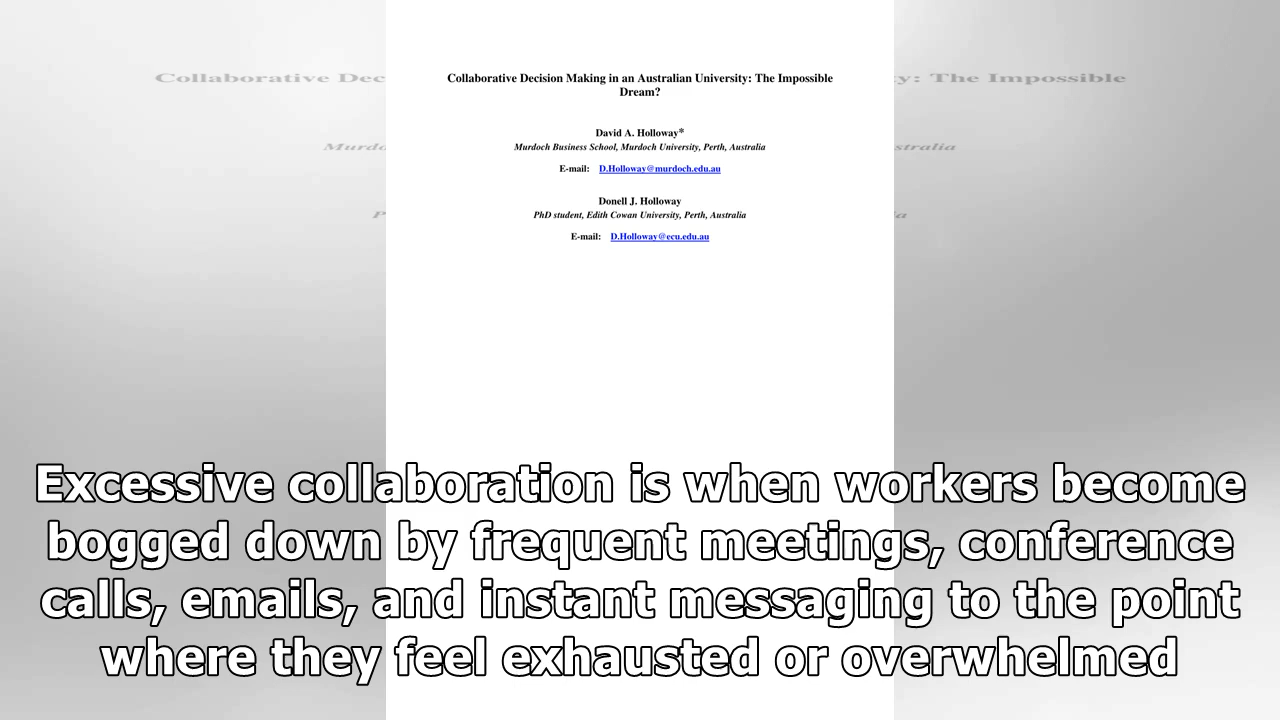 Collaborative Decision Making in an Australian University: The Impossible
Dream?
David A. Holloway*
Murdoch Business School, Murdoch University, Perth, Australia
E-mail: D.Holloway@murdoch.edu.au
Donell J. Holloway
PhD student, Edith Cowan University, Perth, Australia
E-mail: D.Holloway@ecu.edu.au
Excessive collaboration is when workers become
bogged down by frequent meetings, conference
calls, emails, and instant messaging to the point
where they feel exhausted or overwhelmed